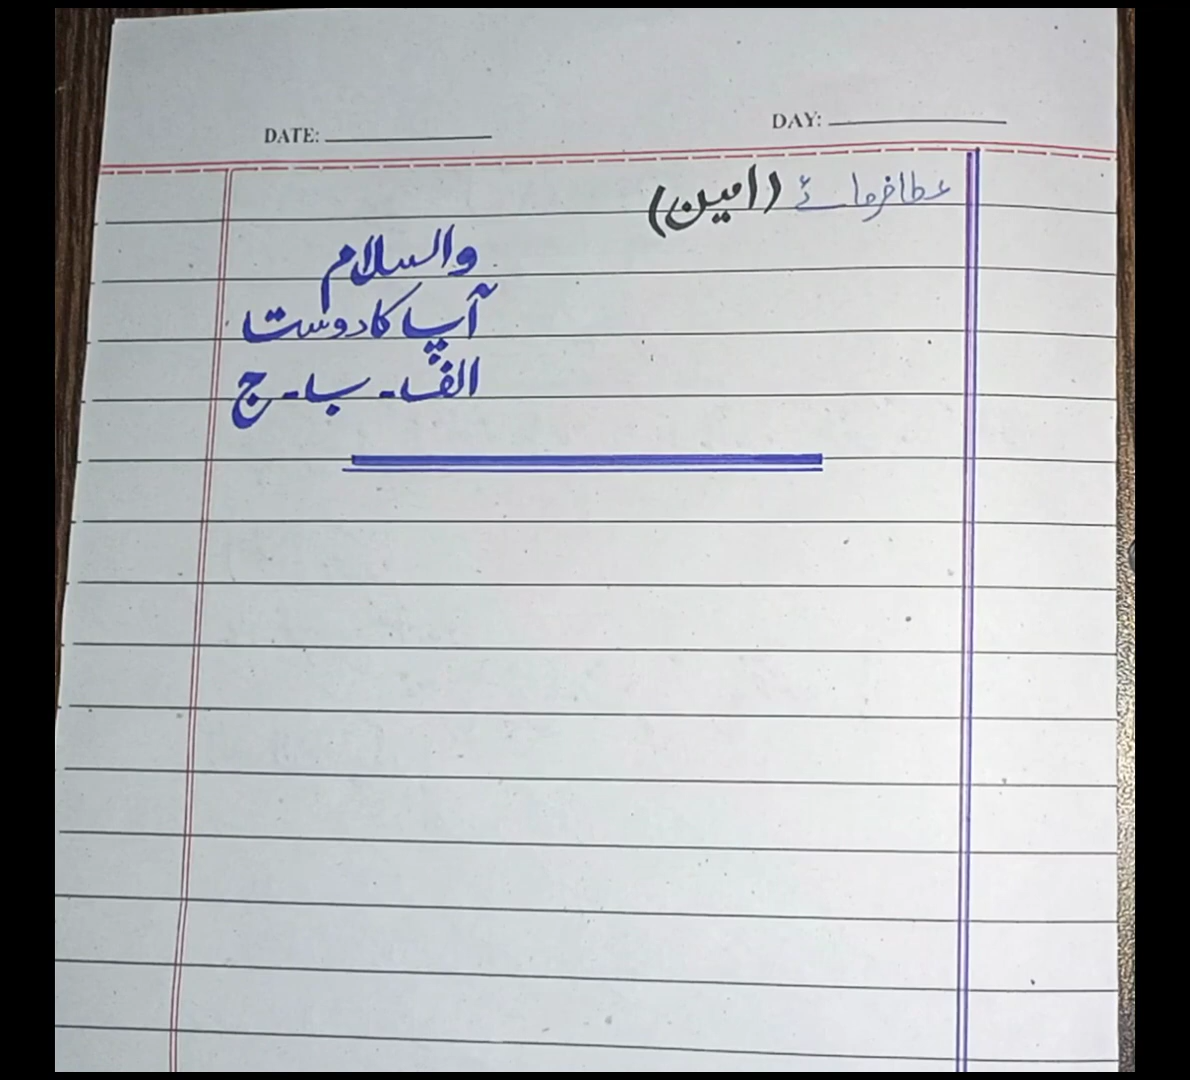 DATE: DAY:
عطا فرمائے (امین)
والسلام
آپ کا دوست
الف۔ ب۔ ج